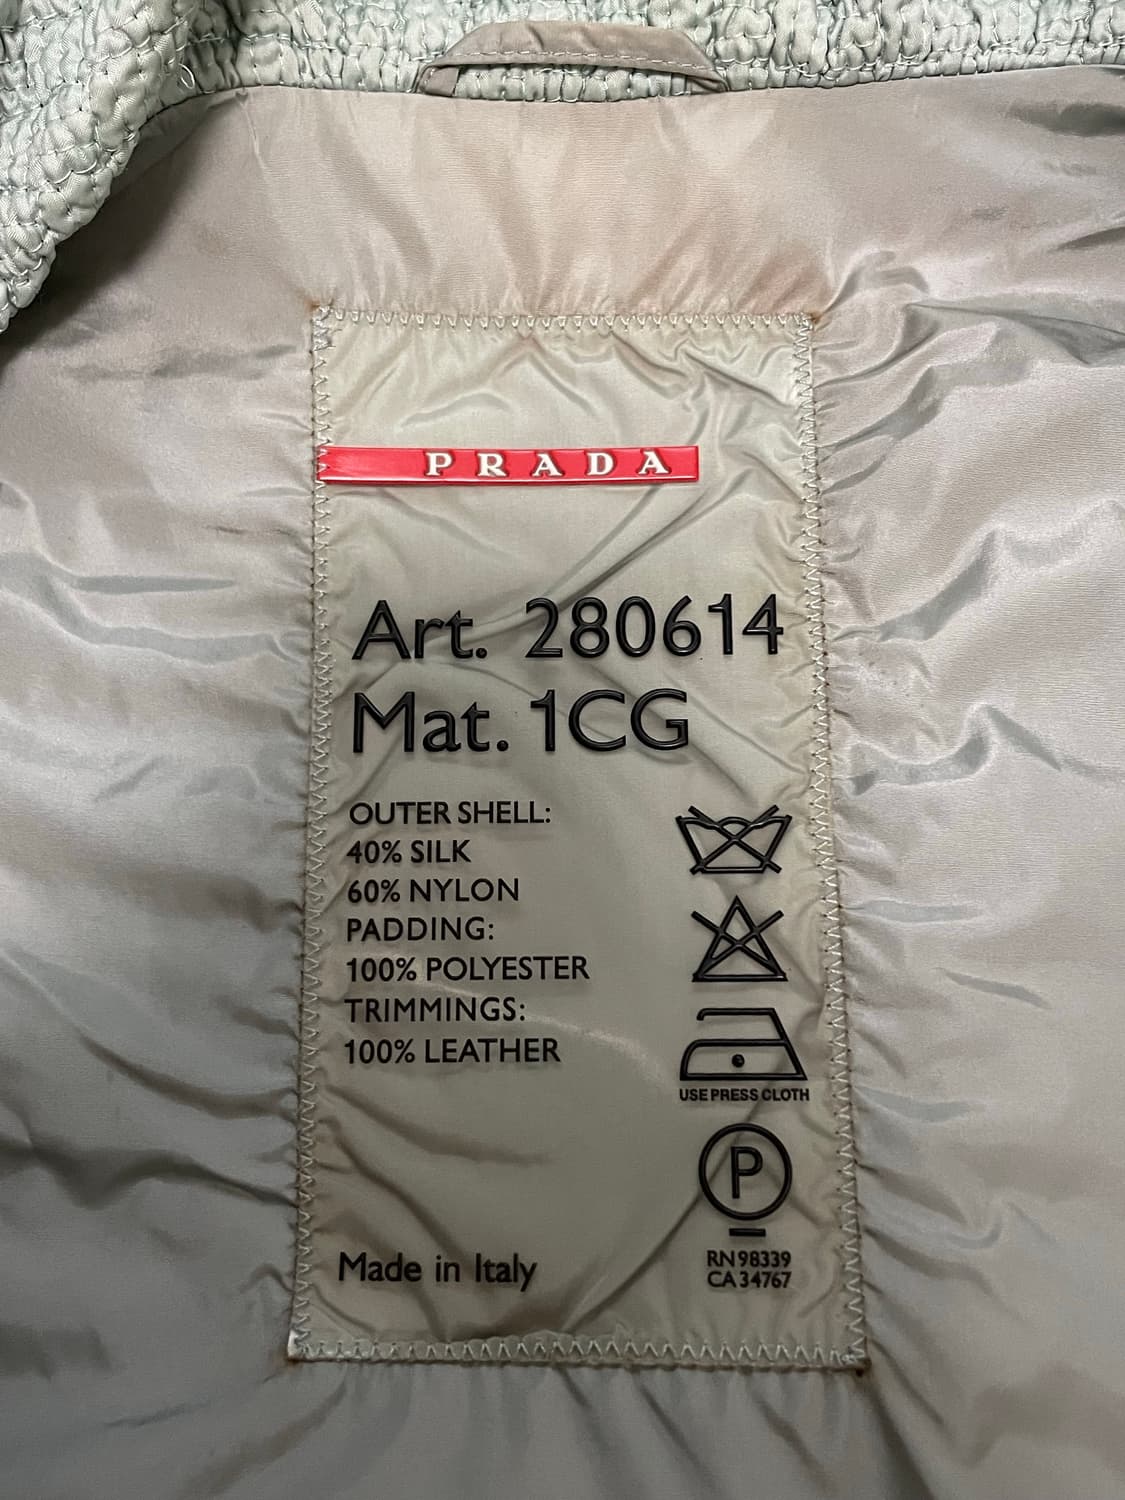 PRADA
Art. 280614
Mat. 1CG
OUTER SHELL:
40% SILK
60% NYLON
PADDING:
100% POLYESTER
TRIMMINGS:
100% LEATHER
USE PRESS CLOTH
P
Made in Italy
RN 98339
CA 34767